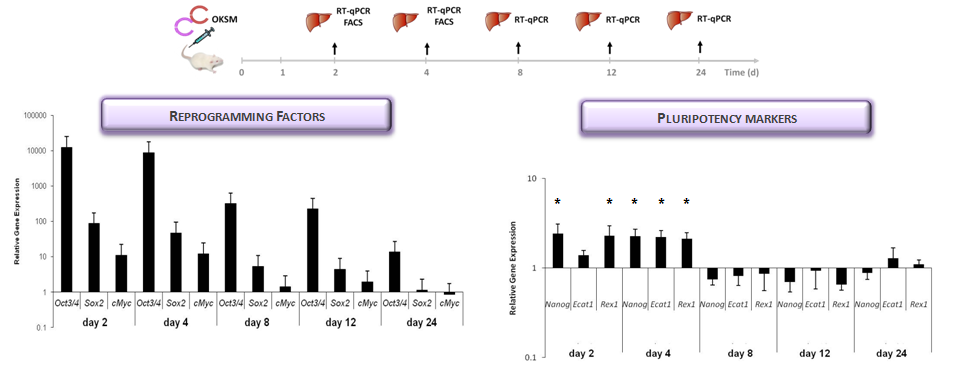 OKSM
RT-qPCR
FACS
RT-qPCR
FACS
RT-qPCR
RT-qPCR
RT-qPCR
0 1 2 4 8 12 24 Time (d)
REPROGRAMMING FACTORS
Relative Gene Expression
100000
10000
1000
100
10
1
0.1
Oct3/4 Sox2 cMyc Oct3/4 Sox2 cMyc Oct3/4 Sox2 cMyc Oct3/4 Sox2 cMyc Oct3/4 Sox2 cMyc
day 2 day 4 day 8 day 12 day 24
PLURIPOTENCY MARKERS
Relative Gene Expression
10
1
0.1
* * * * *
Nanog Ecat1 Rex1 Nanog Ecat1 Rex1 Nanog Ecat1 Rex1 Nanog Ecat1 Rex1 Nanog Ecat1 Rex1
day 2 day 4 day 8 day 12 day 24